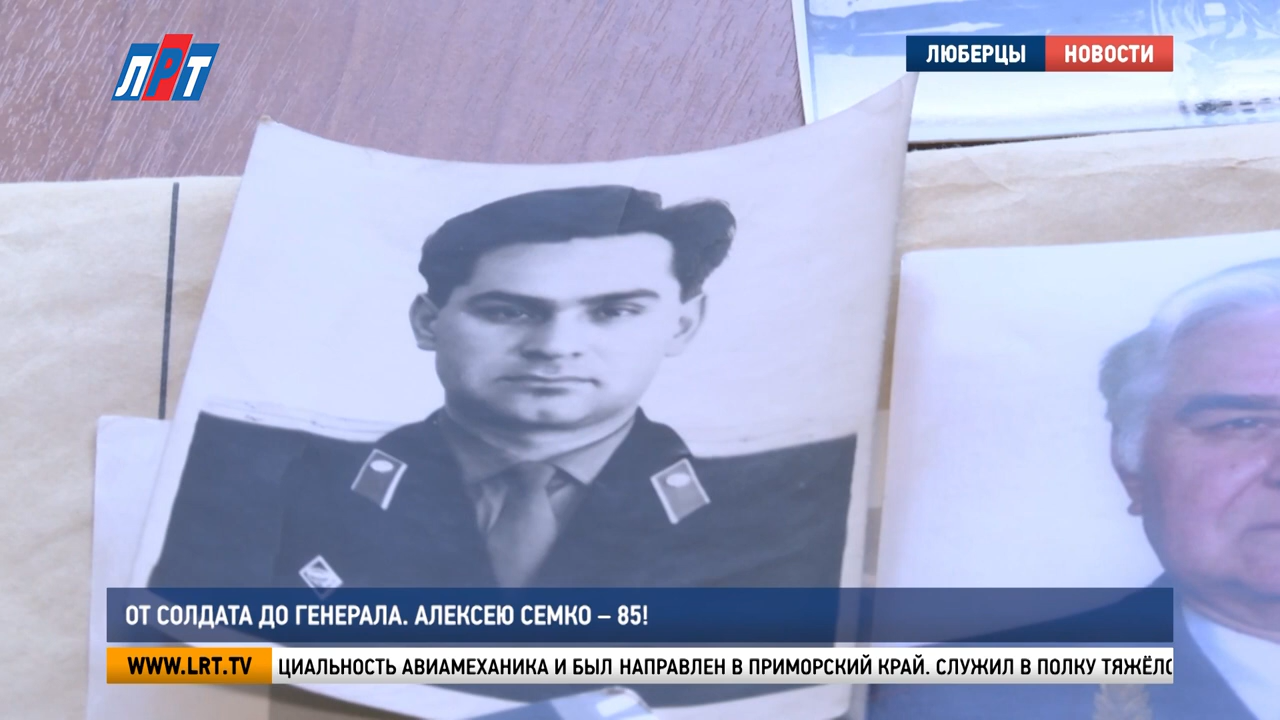 ЛРТ
ЛЮБЕРЦЫ НОВОСТИ
ОТ СОЛДАТА ДО ГЕНЕРАЛА. АЛЕКСЕЮ СЕМКО – 85!
WWW.LRT.TV ЦИАЛЬНОСТЬ АВИАМЕХАНИКА И БЫЛ НАПРАВЛЕН В ПРИМОРСКИЙ КРАЙ. СЛУЖИЛ В ПОЛКУ ТЯЖЁЛО